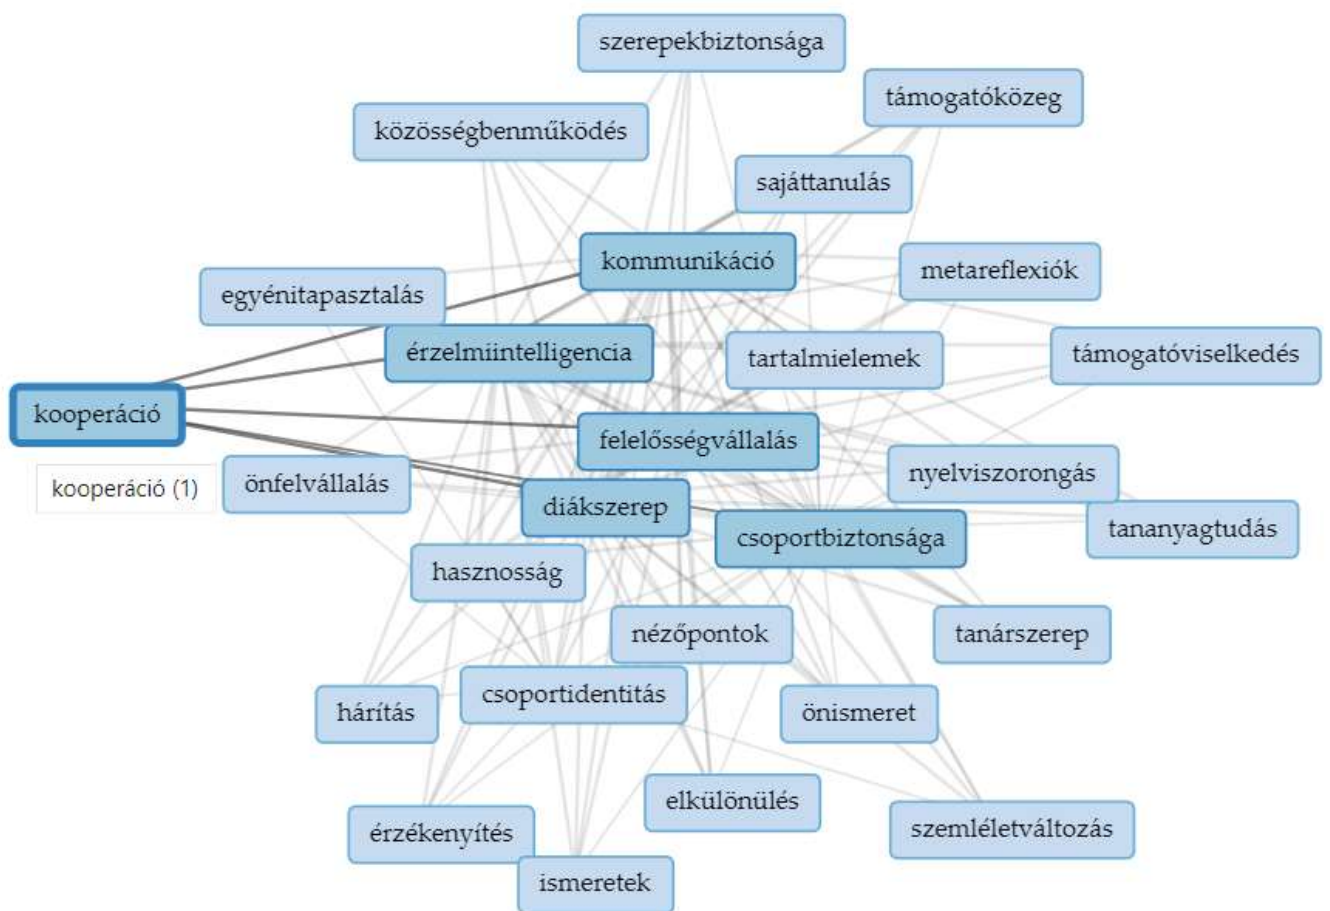 szerepekbiztonsága
támogatóközeg
közösségbenműködés
sajáttanulás
kommunikáció
metareflexiók
egyénitapasztalás
érzelmiintelligencia
tartalmielemek
támogatóviselkedés
kooperáció
felelősségvállalás
kooperáció (1)
önfelvállalás
nyelviszorongás
diákszerep
csoportbiztonsága
tananyagtudás
hasznosság
nézőpontok
tanárszerep
hárítás
csoportidentitás
önismeret
elkülönülés
érzékenyítés
szemléletváltozás
ismeretek